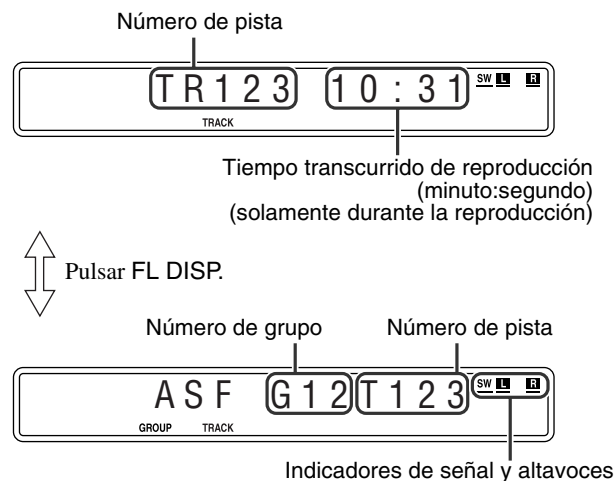 Número de pista
TR123 10:31 SW L R
TRACK
Tiempo transcurrido de reproducción
(minuto:segundo)
(solamente durante la reproducción)
Pulsar FL DISP.
Número de grupo Número de pista
ASF G12 T123 SW L R
GROUP TRACK
Indicadores de señal y altavoces